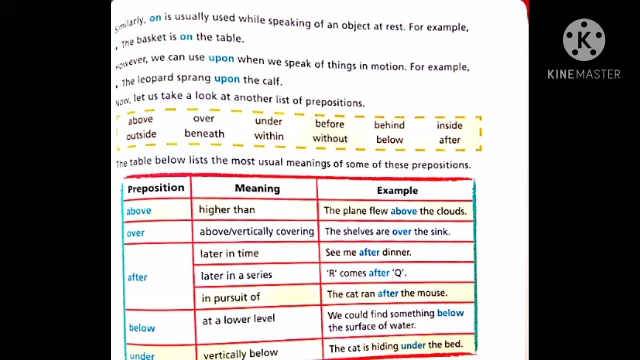 Similarly, on is usually used while speaking of an object at rest. For example,
• The basket is on the table.
However, we can use upon when we speak of things in motion. For example,
• The leopard sprang upon the calf.
Now, let us take a look at another list of prepositions.
above over under before behind inside
outside beneath within without below after
The table below lists the most usual meanings of some of these prepositions.
Preposition Meaning Example
above higher than The plane flew above the clouds.
over above/vertically covering The shelves are over the sink.
after later in time See me after dinner.
later in a series 'R' comes after 'Q'.
in pursuit of The cat ran after the mouse.
below at a lower level We could find something below
the surface of water.
under vertically below The cat is hiding under the bed.
K
KINEMASTER